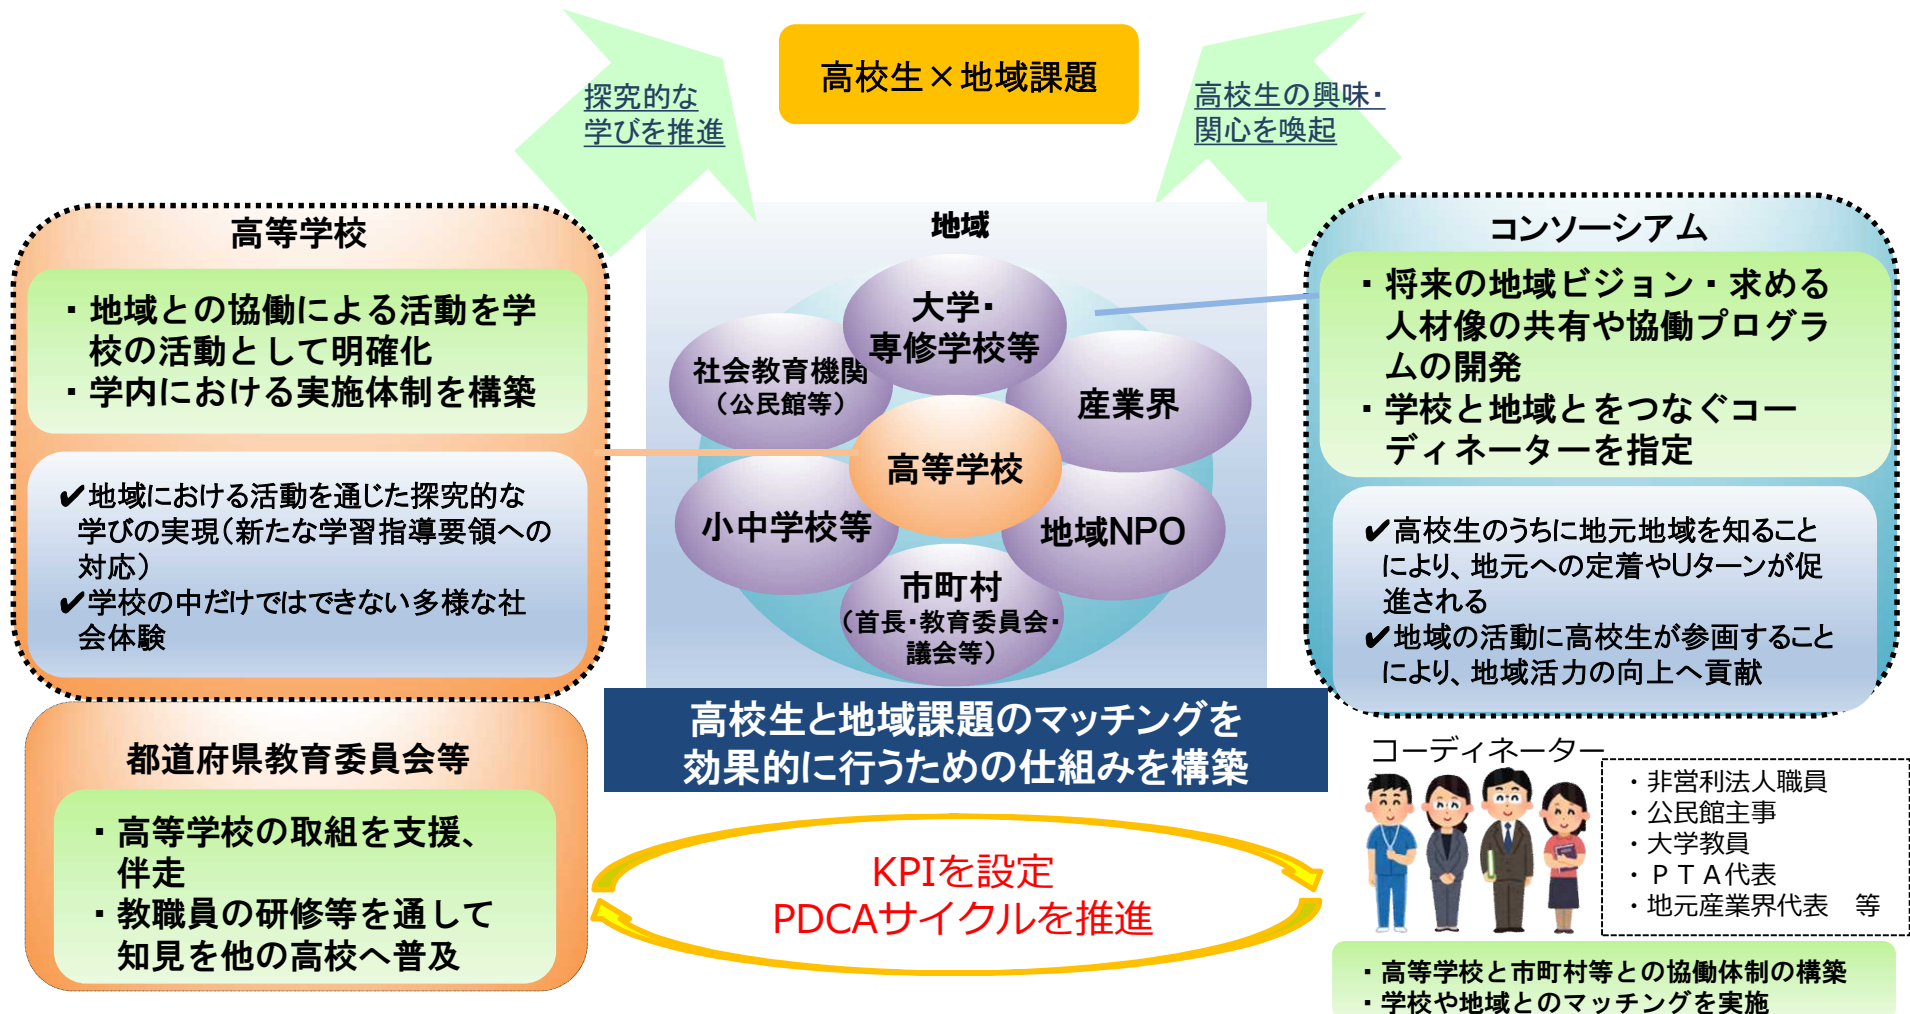 高校生×地域課題
探究的な
学びを推進
高校生の興味・
関心を喚起
高等学校
・地域との協働による活動を学
校の活動として明確化
・学内における実施体制を構築
✔地域における活動を通じた探究的な
学びの実現（新たな学習指導要領への
対応）
✔学校の中だけではできない多様な社
会体験
地域
大学・
専修学校等
社会教育機関
（公民館等）
産業界
高等学校
小中学校等
地域NPO
市町村
（首長・教育委員会・
議会等）
コンソーシアム
・将来の地域ビジョン・求める
人材像の共有や協働プログラ
ムの開発
・学校と地域とをつなぐコー
ディネーターを指定
✔高校生のうちに地元地域を知ること
により、地元への定着やUターンが促
進される
✔地域の活動に高校生が参画すること
により、地域活力の向上へ貢献
高校生と地域課題のマッチングを
効果的に行うための仕組みを構築
都道府県教育委員会等
・高等学校の取組を支援、
伴走
・教職員の研修等を通して
知見を他の高校へ普及
KPIを設定
PDCAサイクルを推進
コーディネーター
・非営利法人職員
・公民館主事
・大学教員
・ＰＴＡ代表
・地元産業界代表　等
・高等学校と市町村等との協働体制の構築
・学校や地域とのマッチングを実施